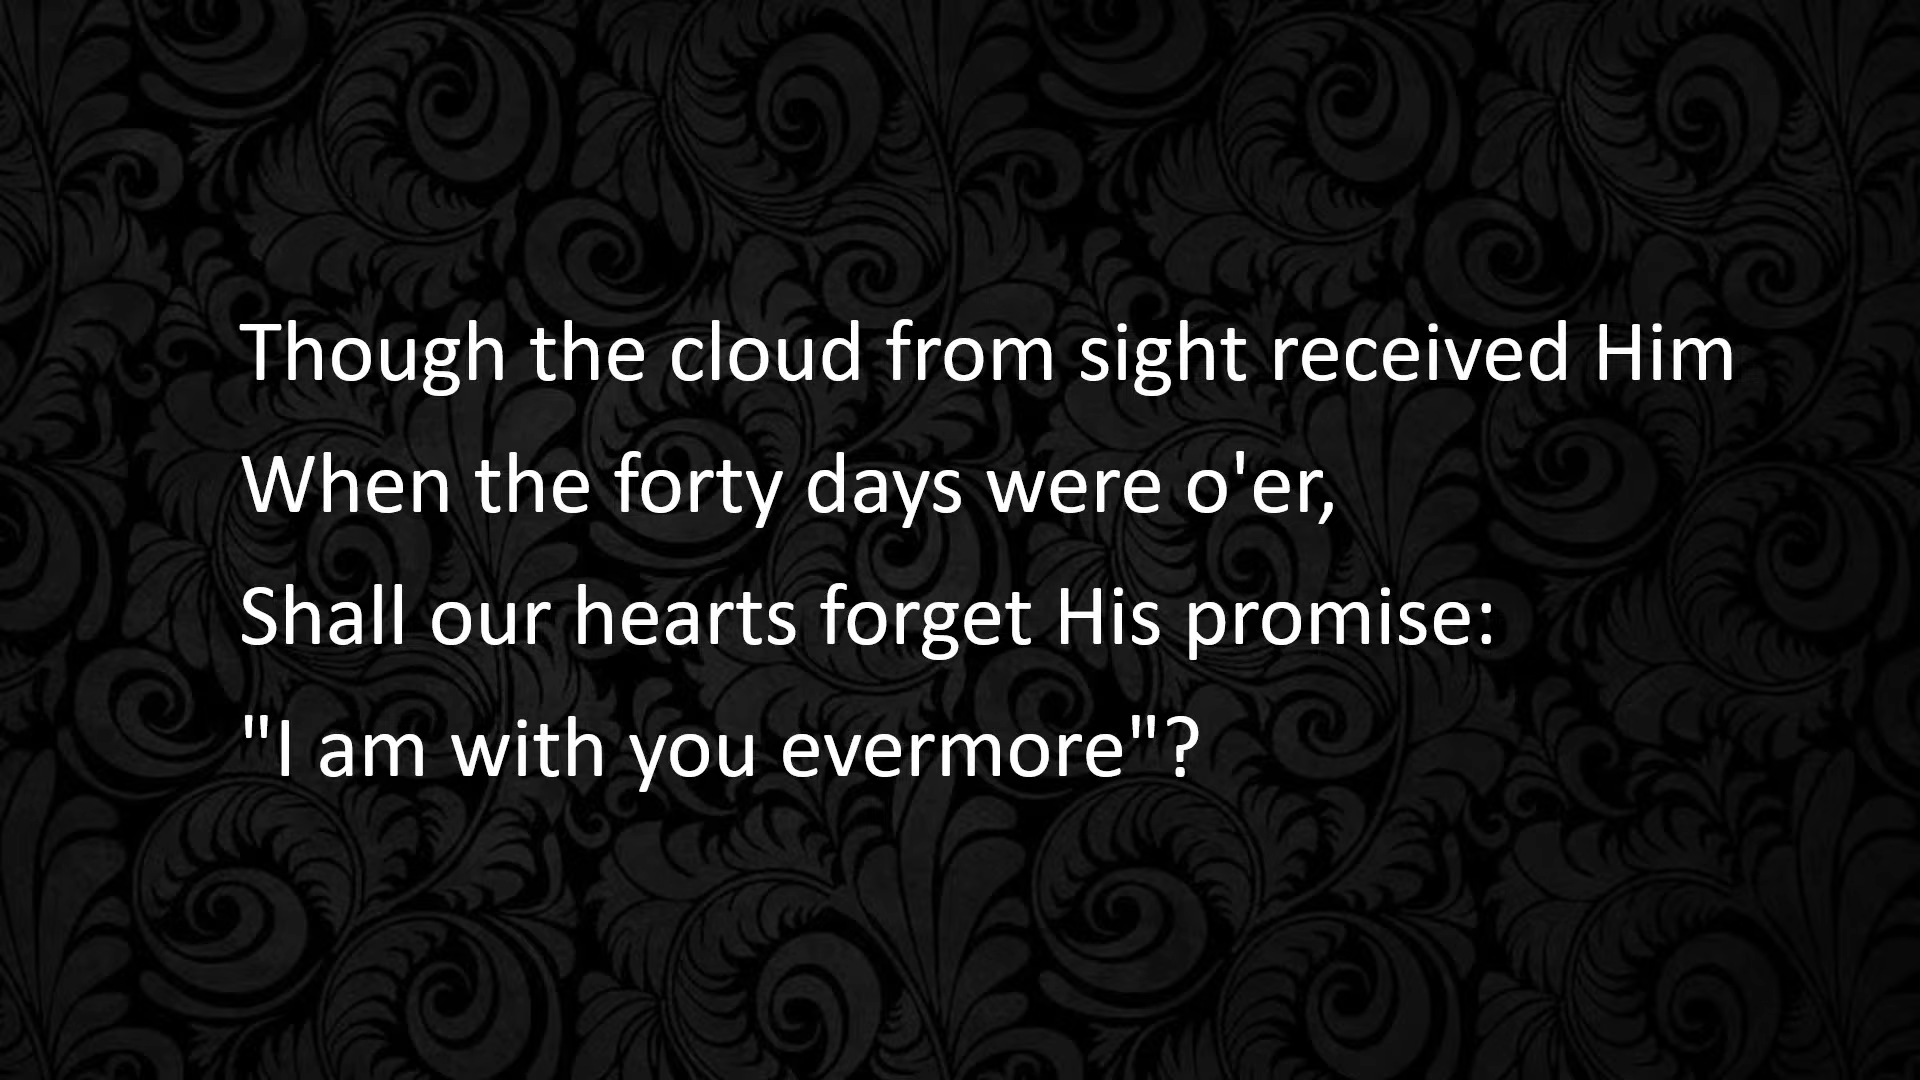 Though the cloud from sight received Him
When the forty days were o'er,
Shall our hearts forget His promise:
"I am with you evermore"?